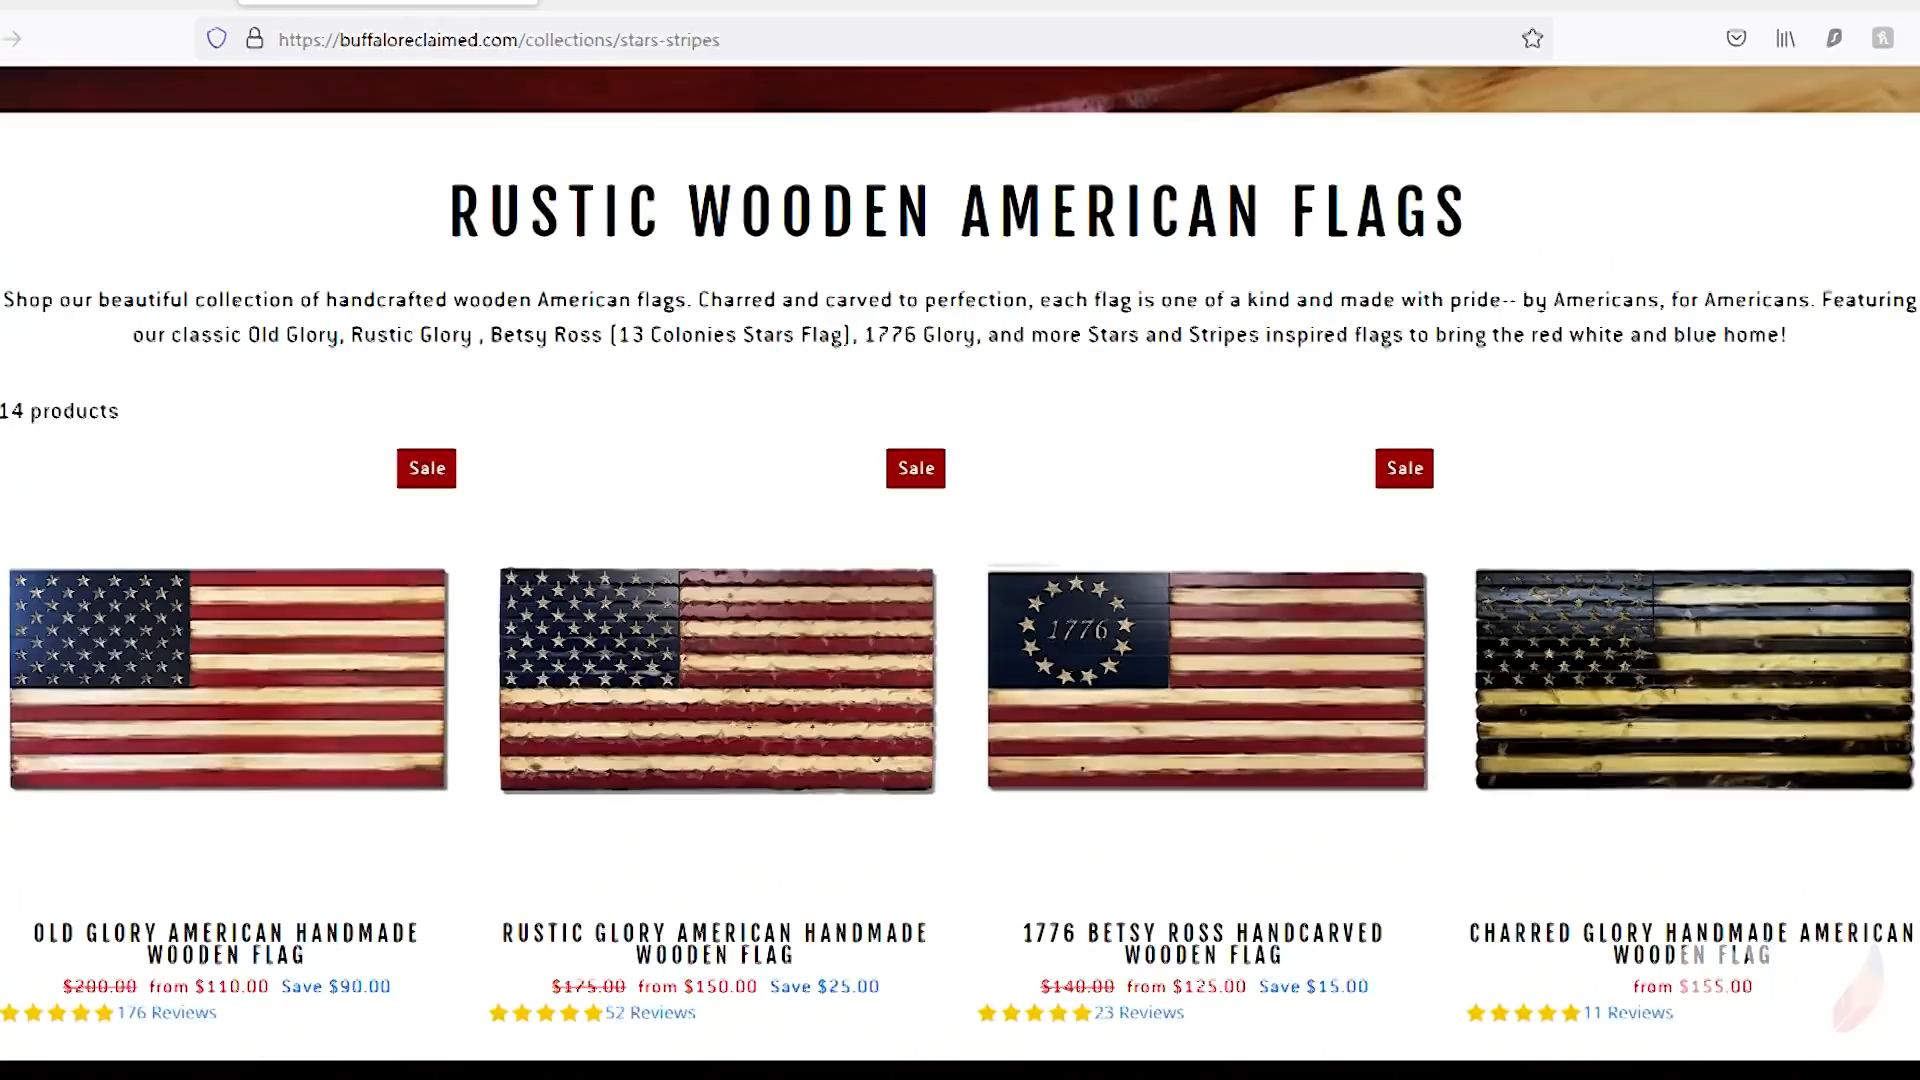 https://buffaloreclaimed.com/collections/stars-stripes
RUSTIC WOODEN AMERICAN FLAGS
Shop our beautiful collection of handcrafted wooden American flags. Charred and carved to perfection, each flag is one of a kind and made with pride-- by Americans, for Americans. Featuring
our classic Old Glory, Rustic Glory , Betsy Ross (13 Colonies Stars Flag), 1776 Glory, and more Stars and Stripes inspired flags to bring the red white and blue home!
14 products
Sale
Sale
Sale
1776
OLD GLORY AMERICAN HANDMADE
WOODEN FLAG
$200.00 from $110.00 Save $90.00
176 Reviews
RUSTIC GLORY AMERICAN HANDMADE
WOODEN FLAG
$175.00 from $150.00 Save $25.00
52 Reviews
1776 BETSY ROSS HANDCARVED
WOODEN FLAG
$140.00 from $125.00 Save $15.00
23 Reviews
CHARRED GLORY HANDMADE AMERICAN
WOODEN FLAG
from $155.00
11 Reviews